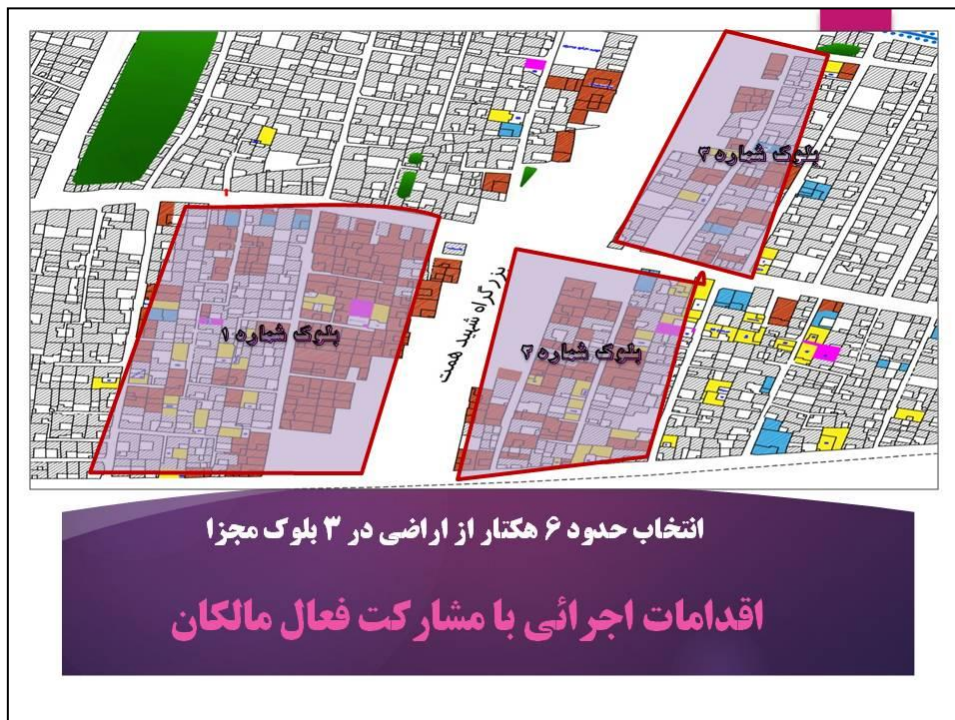 بلوک شماره ۳
بلوک شماره ۱
بزرگراه شهید همت
بلوک شماره ۲
انتخاب حدود ۶ هکتار از اراضی در ۳ بلوک مجزا
اقدامات اجرائی با مشارکت فعال مالکان